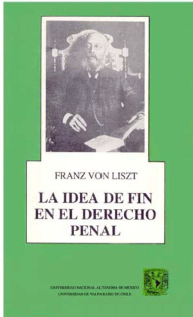 FRANZ VON LISZT
LA IDEA DE FIN
EN EL DERECHO
PENAL
UNIVERSIDAD NACIONAL AUTÓNOMA DE MÉXICO
UNIVERSIDAD DE VALPARAÍSO DE CHILE